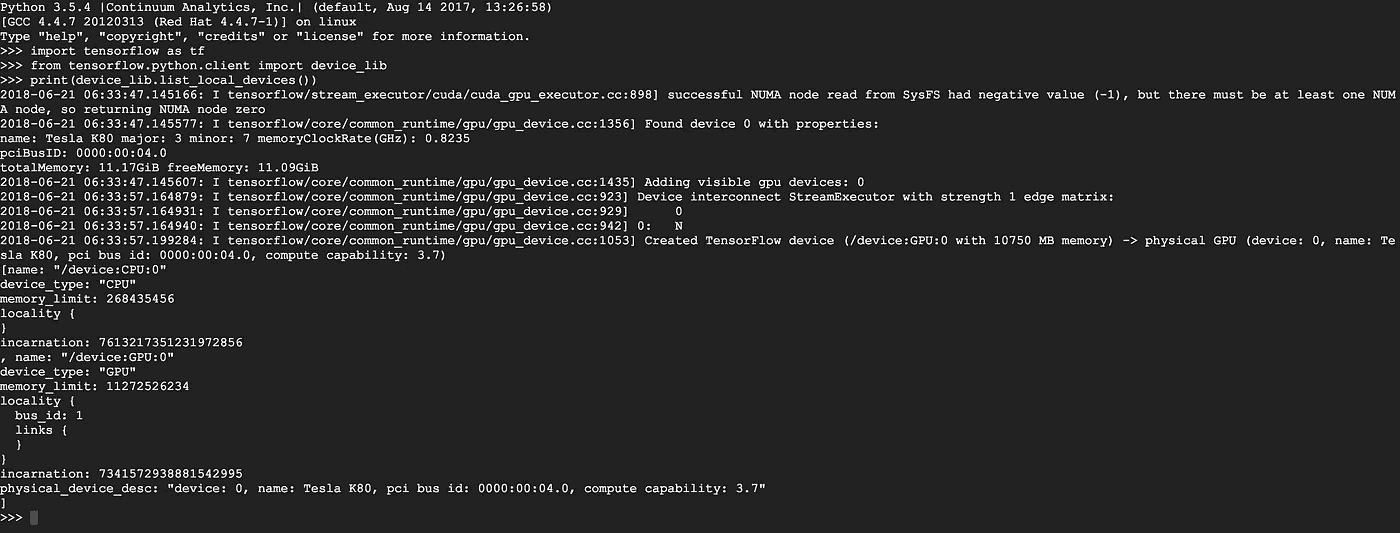 Python 3.5.4 |Continuum Analytics, Inc.| (default, Aug 14 2017, 13:26:58)
[GCC 4.4.7 20120313 (Red Hat 4.4.7-1)] on linux
Type "help", "copyright", "credits" or "license" for more information.
>>> import tensorflow as tf
>>> from tensorflow.python.client import device_lib
>>> print(device_lib.list_local_devices())
2018-06-21 06:33:47.145166: I tensorflow/stream_executor/cuda/cuda_gpu_executor.cc:898] successful NUMA node read from SysFS had negative value (-1), but there must be at least one NUM
A node, so returning NUMA node zero
2018-06-21 06:33:47.145577: I tensorflow/core/common_runtime/gpu/gpu_device.cc:1356] Found device 0 with properties:
name: Tesla K80 major: 3 minor: 7 memoryClockRate(GHz): 0.8235
pciBusID: 0000:00:04.0
totalMemory: 11.17GiB freeMemory: 11.09GiB
2018-06-21 06:33:47.145607: I tensorflow/core/common_runtime/gpu/gpu_device.cc:1435] Adding visible gpu devices: 0
2018-06-21 06:33:57.164879: I tensorflow/core/common_runtime/gpu/gpu_device.cc:923] Device interconnect StreamExecutor with strength 1 edge matrix:
2018-06-21 06:33:57.164931: I tensorflow/core/common_runtime/gpu/gpu_device.cc:929]      0
2018-06-21 06:33:57.164940: I tensorflow/core/common_runtime/gpu/gpu_device.cc:942] 0:   N
2018-06-21 06:33:57.199284: I tensorflow/core/common_runtime/gpu/gpu_device.cc:1053] Created TensorFlow device (/device:GPU:0 with 10750 MB memory) -> physical GPU (device: 0, name: Te
sla K80, pci bus id: 0000:00:04.0, compute capability: 3.7)
[name: "/device:CPU:0"
device_type: "CPU"
memory_limit: 268435456
locality {
}
incarnation: 7613217351231972856
, name: "/device:GPU:0"
device_type: "GPU"
memory_limit: 11272526234
locality {
  bus_id: 1
  links {
  }
}
incarnation: 7341572938881542995
physical_device_desc: "device: 0, name: Tesla K80, pci bus id: 0000:00:04.0, compute capability: 3.7"
]
>>>